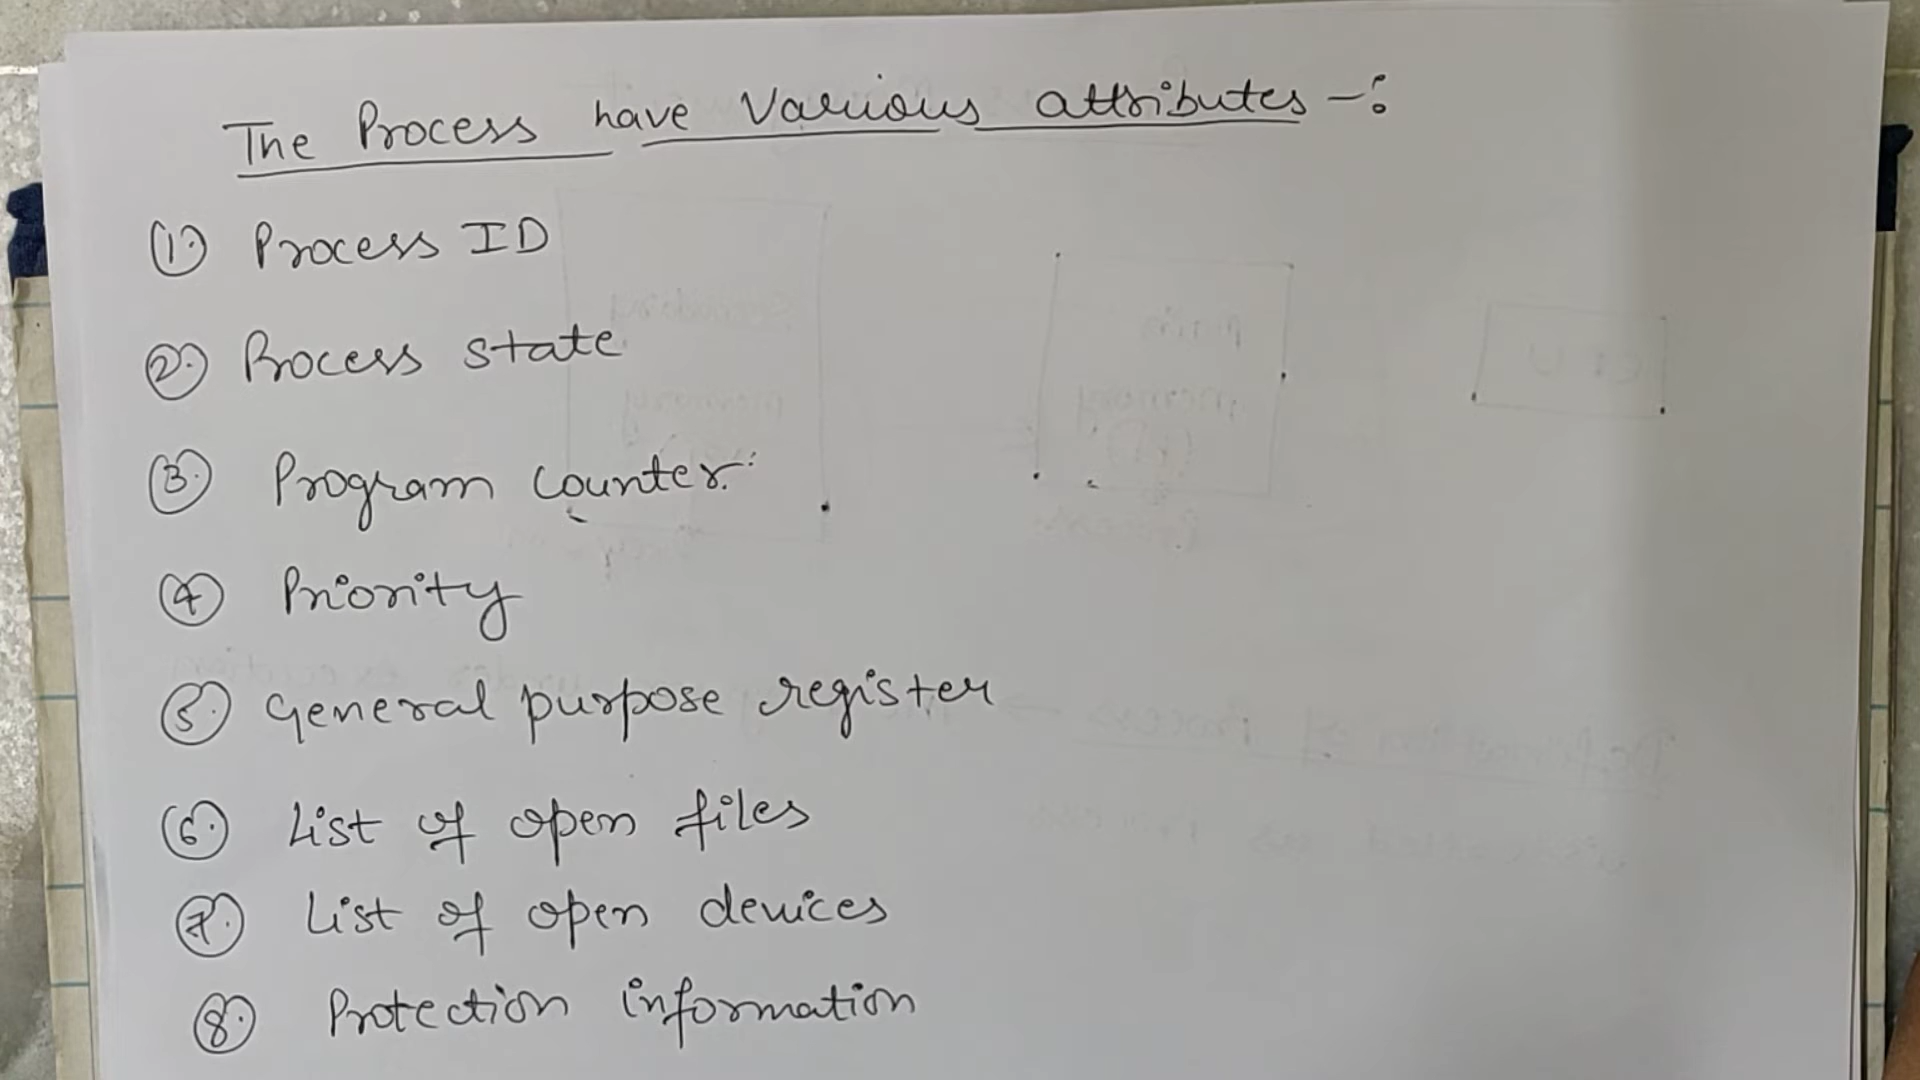 The Process have Various attributes -:
1. Process ID
2. Process state
3. Program counter.
4. Priority
5. General purpose register
6. List of open files
7. List of open devices
8. Protection information